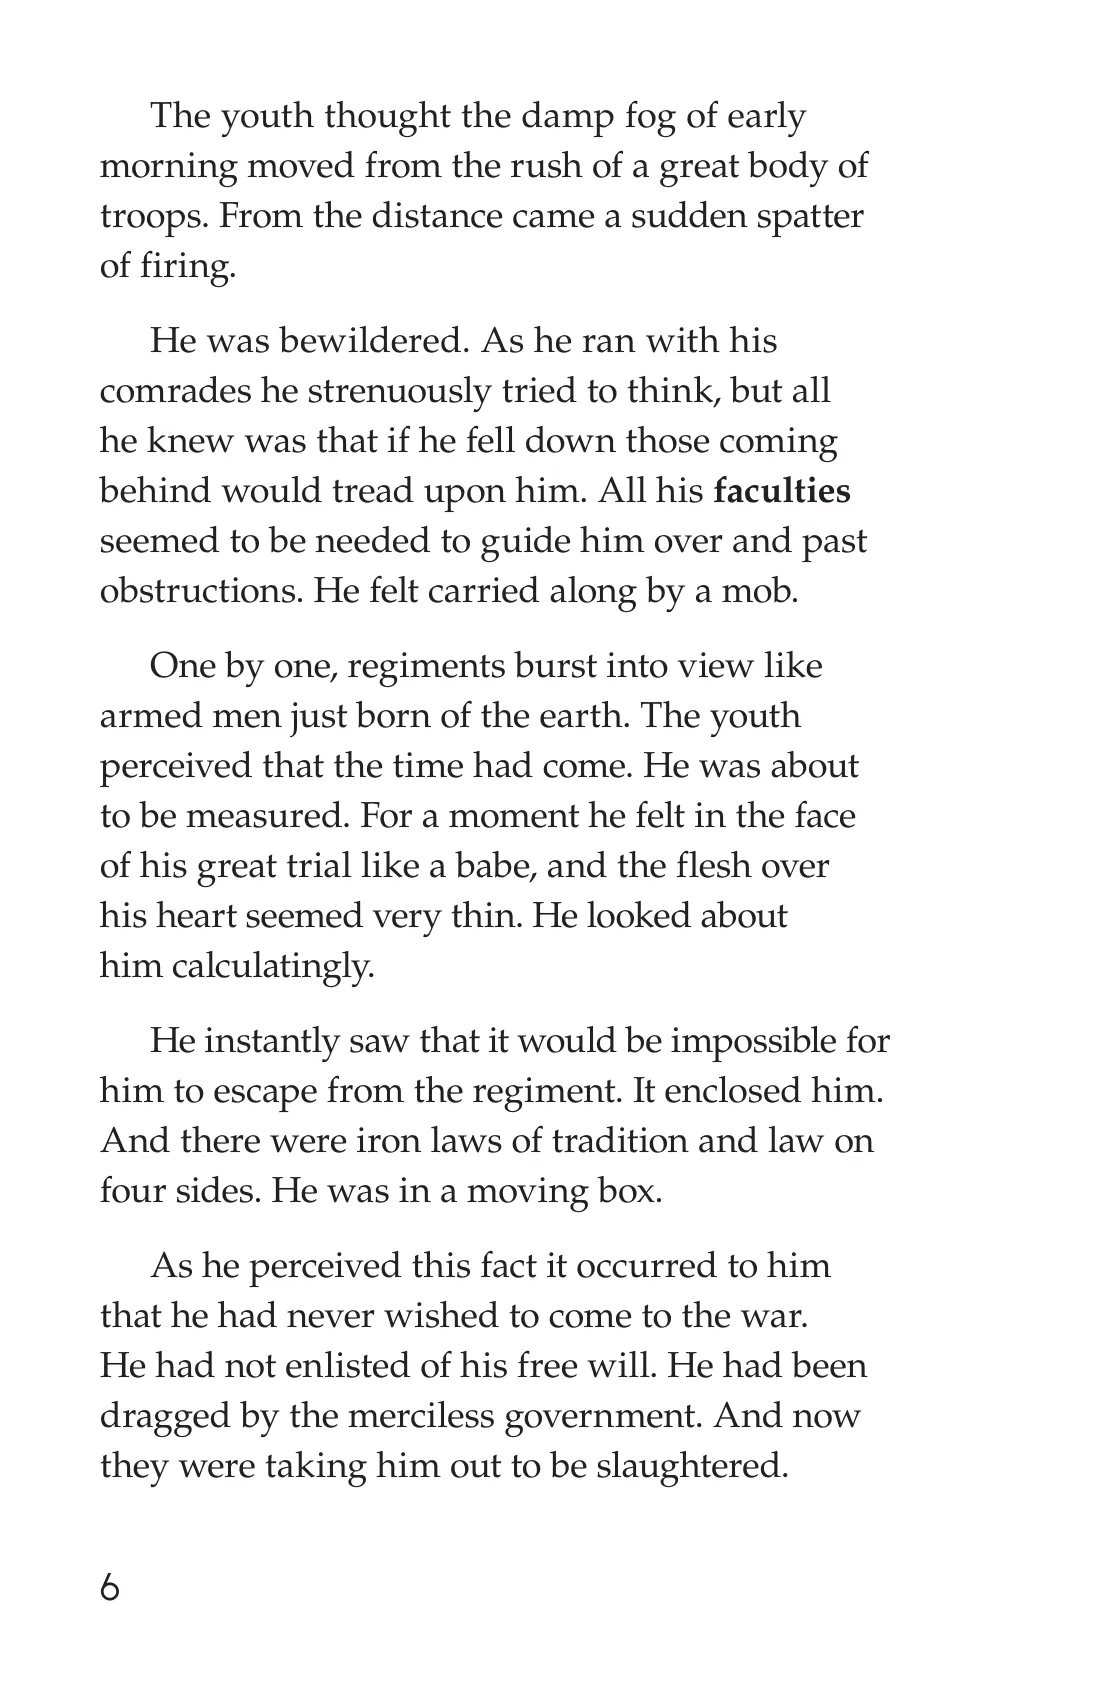 The youth thought the damp fog of early
morning moved from the rush of a great body of
troops. From the distance came a sudden spatter
of firing.
He was bewildered. As he ran with his
comrades he strenuously tried to think, but all
he knew was that if he fell down those coming
behind would tread upon him. All his faculties
seemed to be needed to guide him over and past
obstructions. He felt carried along by a mob.
One by one, regiments burst into view like
armed men just born of the earth. The youth
perceived that the time had come. He was about
to be measured. For a moment he felt in the face
of his great trial like a babe, and the flesh over
his heart seemed very thin. He looked about
him calculatingly.
He instantly saw that it would be impossible for
him to escape from the regiment. It enclosed him.
And there were iron laws of tradition and law on
four sides. He was in a moving box.
As he perceived this fact it occurred to him
that he had never wished to come to the war.
He had not enlisted of his free will. He had been
dragged by the merciless government. And now
they were taking him out to be slaughtered.
6